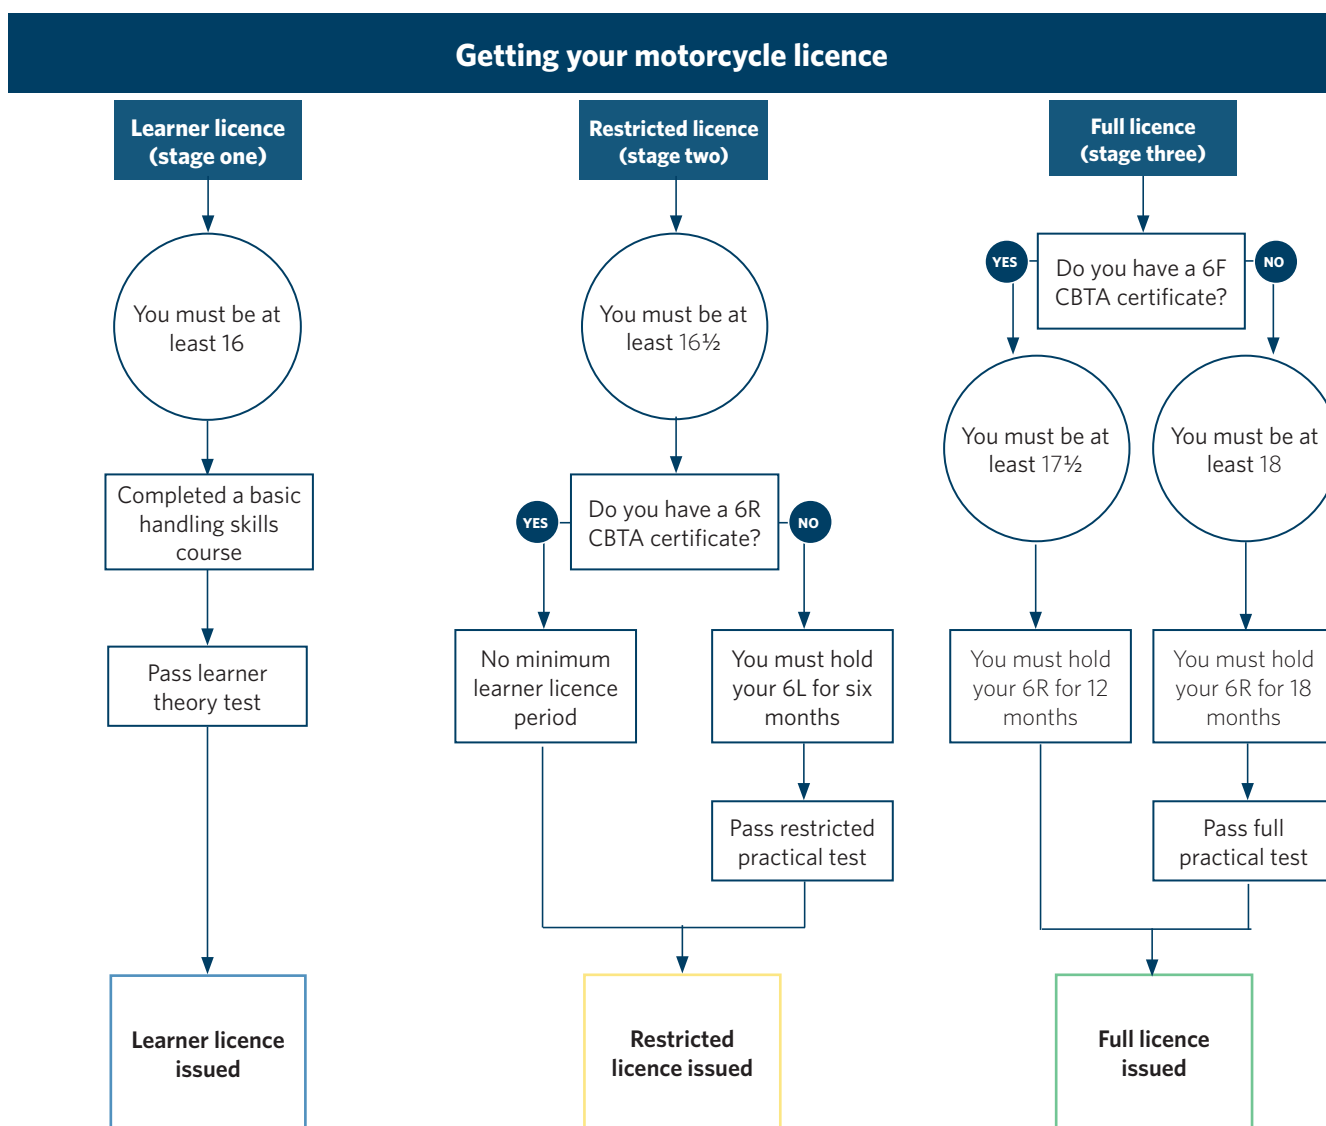 Getting your motorcycle licence
Learner licence
(stage one)
You must be at
least 16
Completed a basic
handling skills
course
Pass learner
theory test
Learner licence
issued
Restricted licence
(stage two)
You must be at
least 16½
Do you have a 6R
CBTA certificate?
YES
NO
No minimum
learner licence
period
You must hold
your 6L for six
months
Pass restricted
practical test
Restricted
licence issued
Full licence
(stage three)
Do you have a 6F
CBTA certificate?
YES
NO
You must be at
least 17½
You must be at
least 18
You must hold
your 6R for 12
months
You must hold
your 6R for 18
months
Pass full
practical test
Full licence
issued